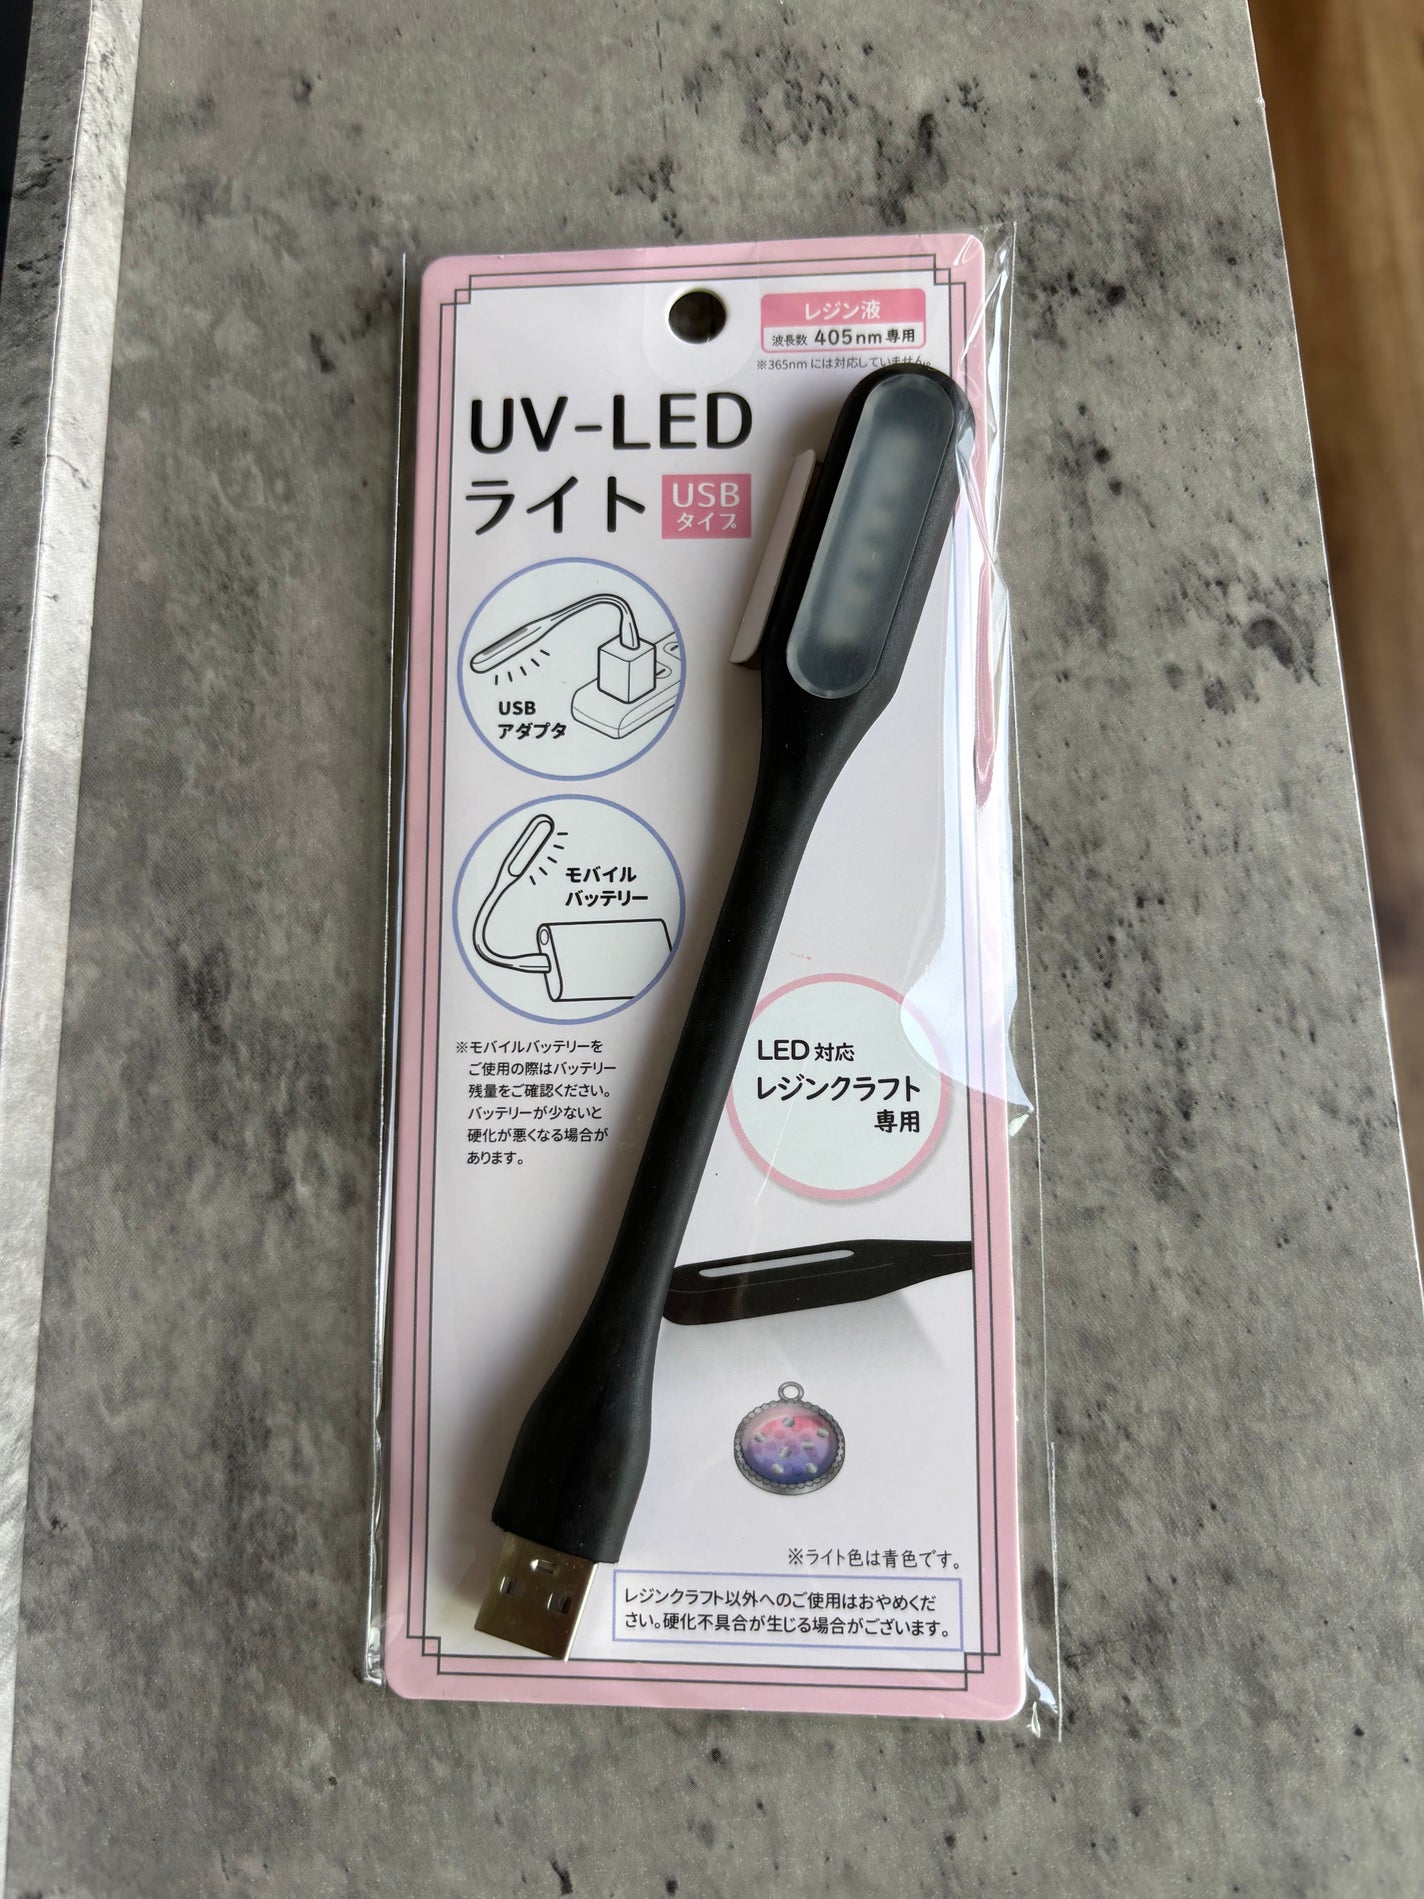 レジン液
波長数 405nm専用
※365nmには対応していません。
UV-LED
ライト
USB
タイプ
USB
アダプタ
モバイル
バッテリー
※モバイルバッテリーを
ご使用の際はバッテリー
残量をご確認ください。
バッテリーが少ないと
硬化が悪くなる場合が
あります。
LED対応
レジンクラフト
専用
※ライト色は青色です。
レジンクラフト以外へのご使用はおやめくだ
さい。硬化不具合が生じる場合がございます。